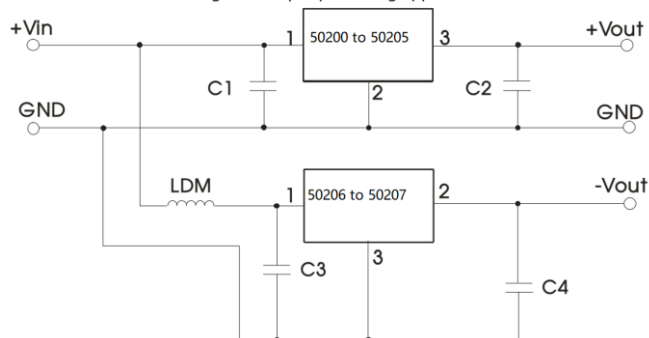 +Vin
1
50200 to 50205
3
+Vout
C1
2
C2
GND
GND
LDM
1
50206 to 50207
2
-Vout
3
C3
C4